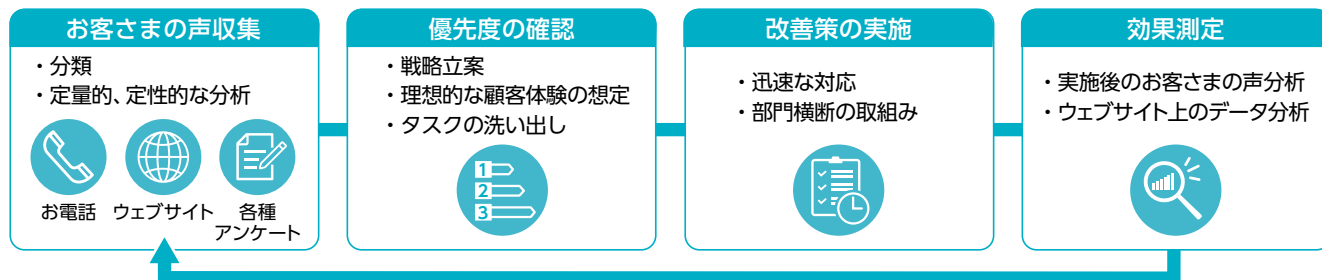 お客さまの声収集
・分類
・定量的、定性的な分析
お電話
ウェブサイト
各種
アンケート
優先度の確認
・戦略立案
・理想的な顧客体験の想定
・タスクの洗い出し
1
2
3
改善策の実施
・迅速な対応
・部門横断の取組み
効果測定
・実施後のお客さまの声分析
・ウェブサイト上のデータ分析